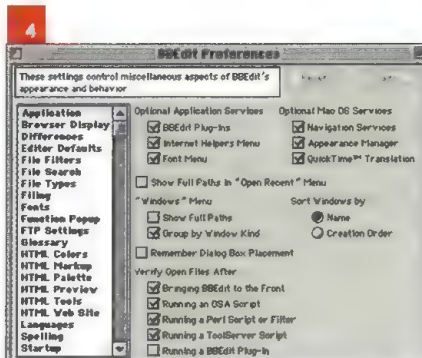 4
BBEdit Preferences
These settings control miscellaneous aspects of BBEdit's
appearance and behavior
Application
Browser Display
Differences
Editor Defaults
File Filters
File Search
File Types
Filing
Fonts
Function Popup
FTP Settings
Glossary
HTML Colors
HTML Markup
HTML Palette
HTML Preview
HTML Tools
HTML Web Site
Languages
Spelling
Startup
Optional Application Services
BBEdit Plug-Ins
Internet Helpers Menu
Font Menu
Optional Mac OS Services
Navigation Services
Appearance Manager
QuickTime™ Translation
Show Full Paths in "Open Recent" Menu
"Windows" Menu
Show Full Paths
Group by Window Kind
Sort Windows by
Name
Creation Order
Remember Dialog Box Placement
Verify Open Files After
Bringing BBEdit to the Front
Running an OSA Script
Running a Perl Script or Filter
Running a ToolServer Script
Running a BBEdit Plug-In